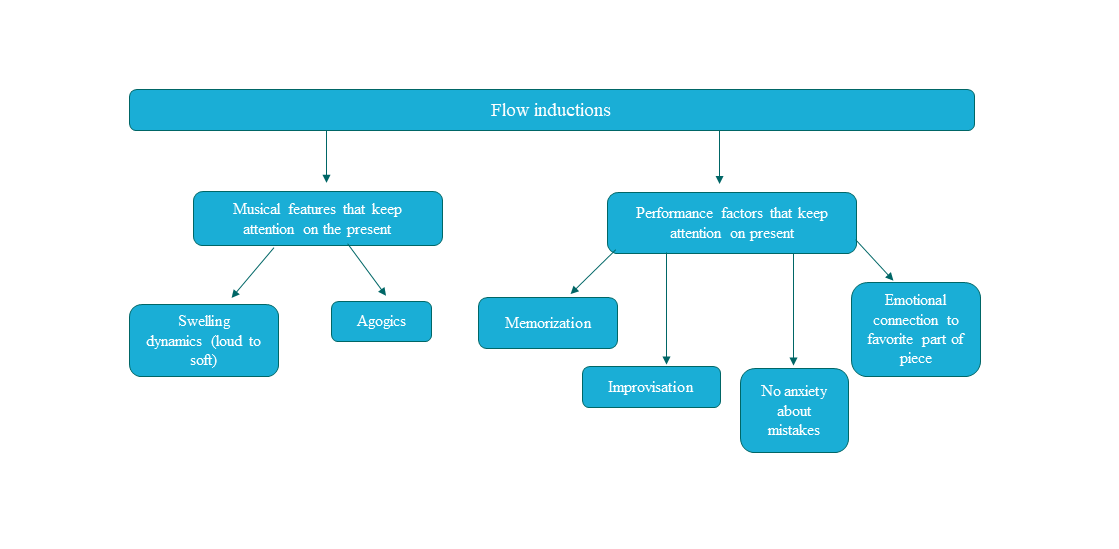 Flow inductions
Musical features that keep
attention on the present
Performance factors that keep
attention on present
Swelling
dynamics (loud to
soft)
Agogics
Memorization
Improvisation
No anxiety
about
mistakes
Emotional
connection to
favorite part of
piece